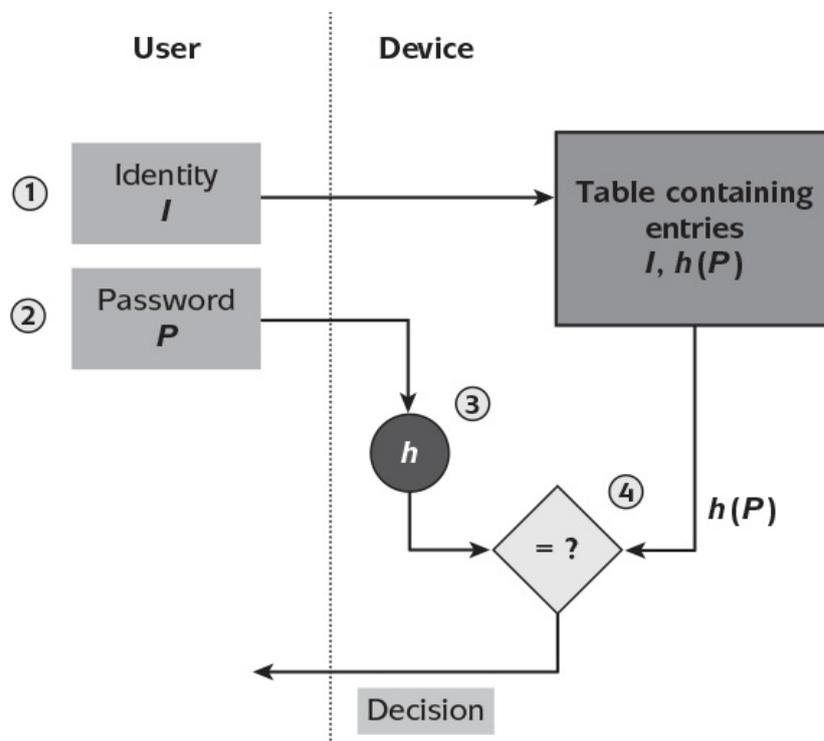 User
Device
1
Identity
I
Table containing
entries
I, h(P)
2
Password
P
3
h
4
= ?
h(P)
Decision